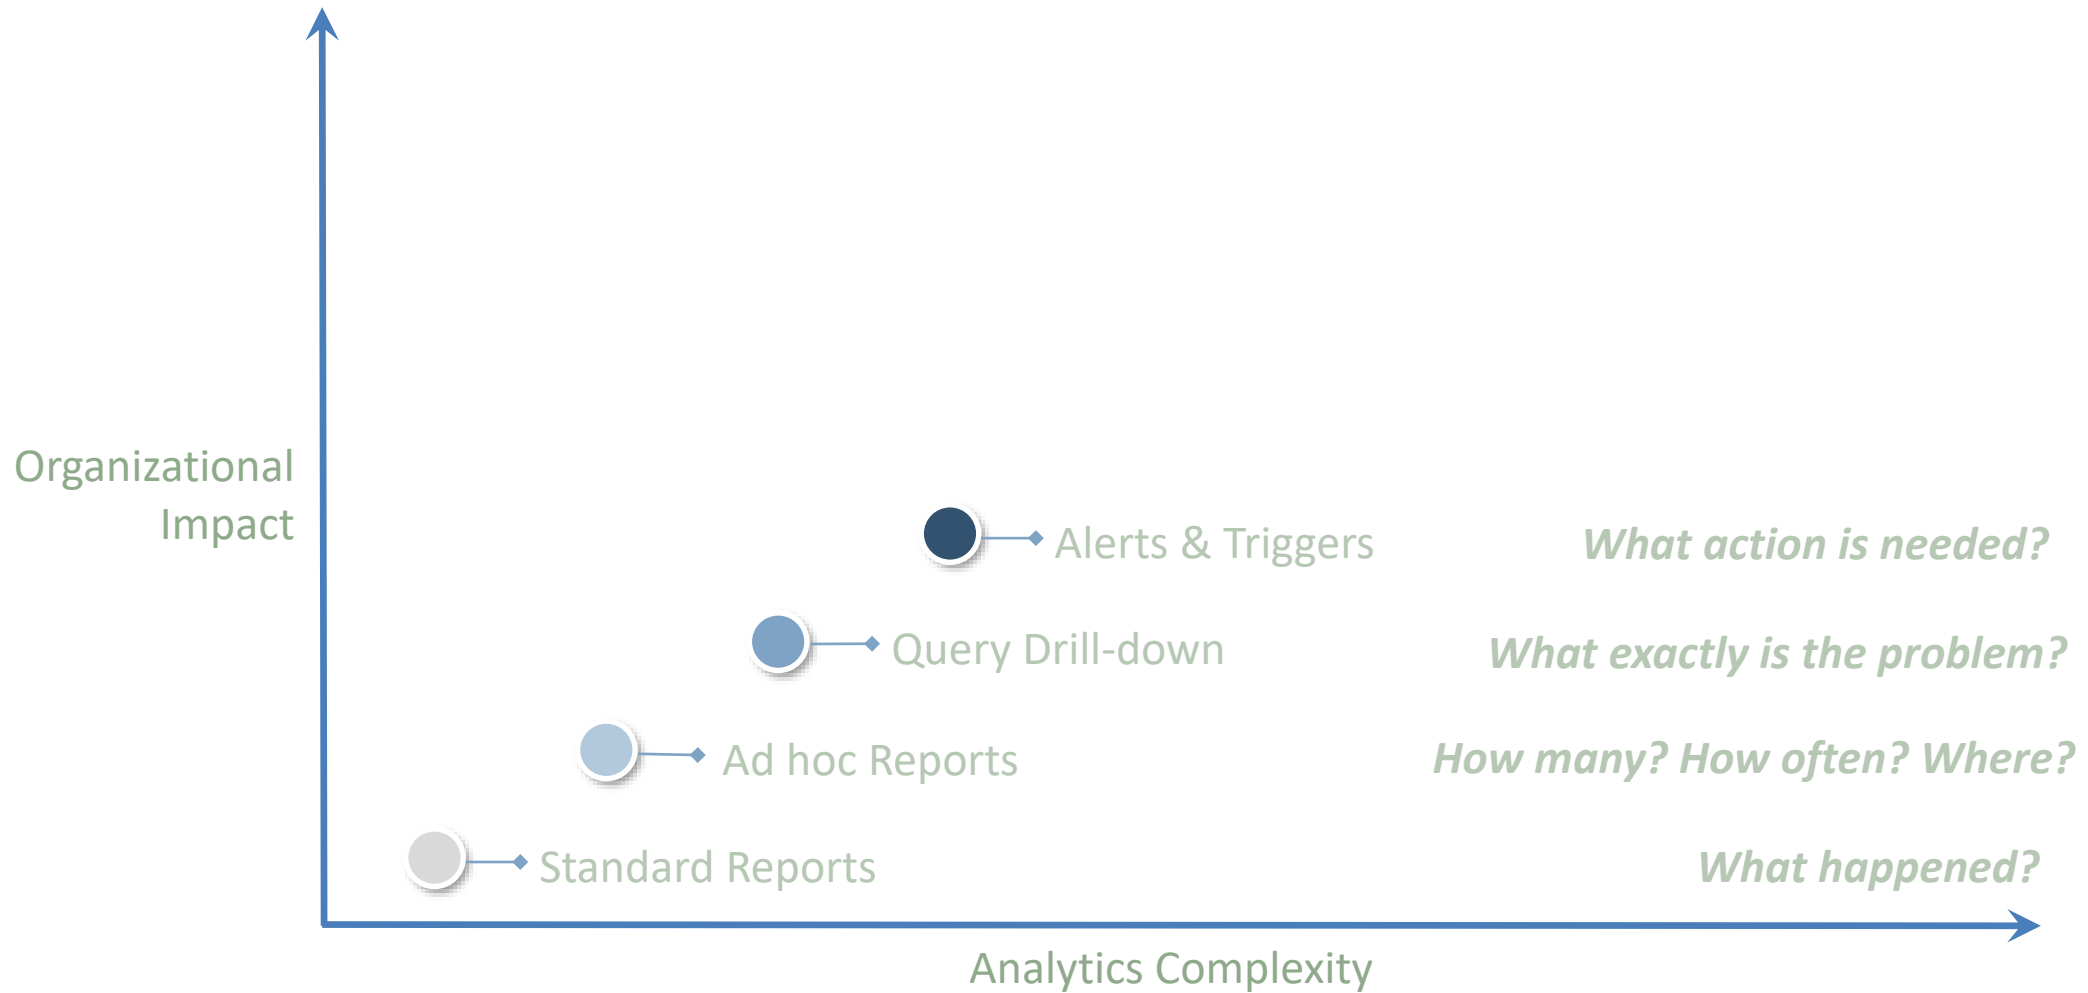 Organizational
Impact
Alerts & Triggers
What action is needed?
Query Drill-down
What exactly is the problem?
Ad hoc Reports
How many? How often? Where?
Standard Reports
What happened?
Analytics Complexity